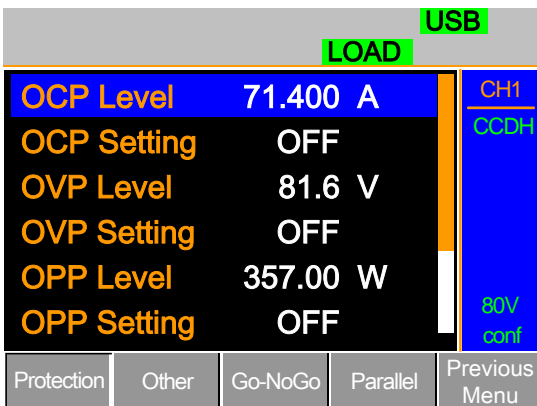 USB
LOAD
OCP Level 71.400 A
OCP Setting OFF
OVP Level 81.6 V
OVP Setting OFF
OPP Level 357.00 W
OPP Setting OFF
CH1
CCDH
80V
conf
Protection Other Go-NoGo Parallel Previous
Menu